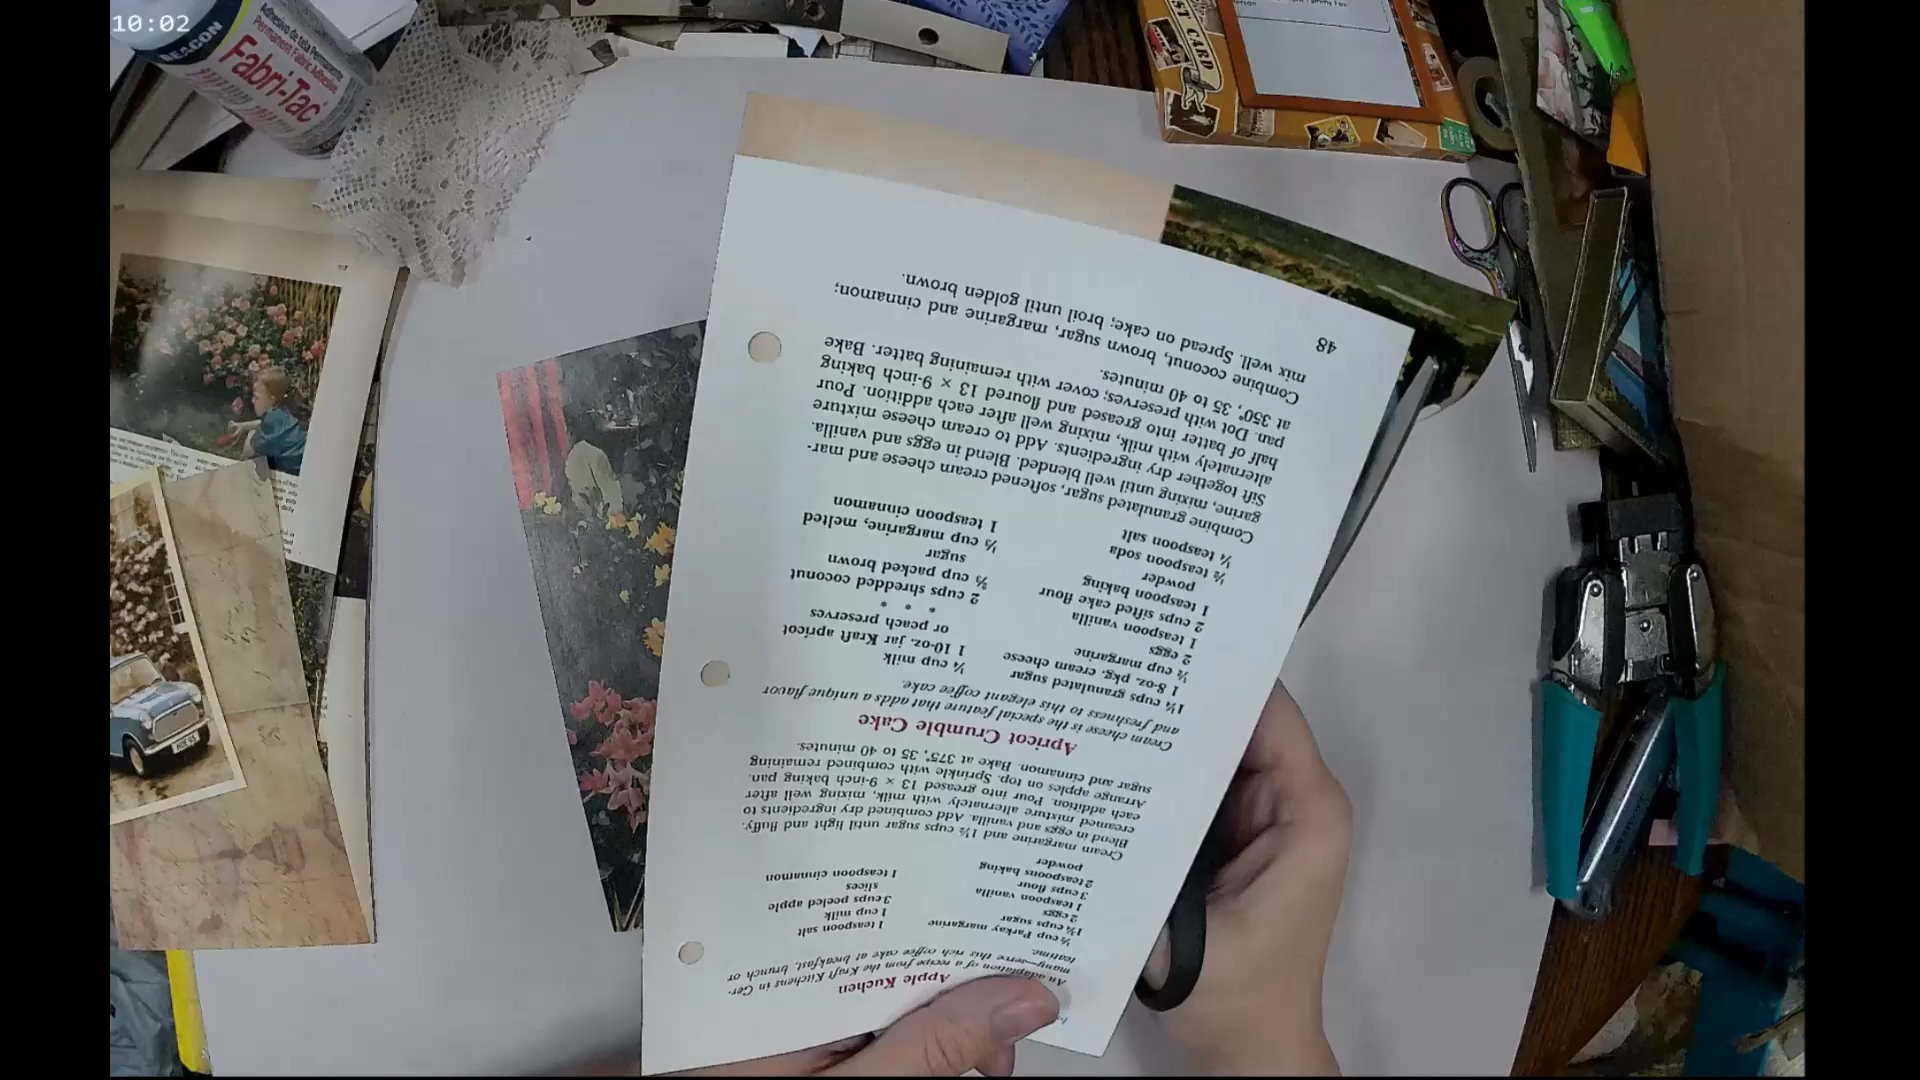 10:02
BEACON
Adhesivo de tela Permanente
Permanent Fabric Adhesive
Fabri-Tac
ST CARD
Apple Kuchen
An adaptation of a recipe from the Kraft Kitchens in Ger-
many—serve this rich coffee cake at breakfast, brunch or
teatime.
¾ cup Parkay margarine
1¾ cups sugar
2 eggs
1 teaspoon vanilla
3 cups flour
2 teaspoons baking
powder
1 teaspoon salt
1 cup milk
3 cups peeled apple
slices
1 teaspoon cinnamon
Cream margarine and 1½ cups sugar until light and fluffy.
Blend in eggs and vanilla. Add combined dry ingredients to
creamed mixture alternately with milk, mixing well after
each addition. Pour into greased 13 × 9-inch baking pan.
Arrange apples on top. Sprinkle with combined remaining
sugar and cinnamon. Bake at 375°, 35 to 40 minutes.
Apricot Crumble Cake
Cream cheese is the special feature that adds a unique flavor
and freshness to this elegant coffee cake.
1¼ cups granulated sugar
1 8-oz. pkg. cream cheese
½ cup margarine
2 eggs
1 teaspoon vanilla
2 cups sifted cake flour
1 teaspoon baking
powder
½ teaspoon soda
¼ teaspoon salt
¼ cup milk
1 10-oz. jar Kraft apricot
or peach preserves
* * *
2 cups shredded coconut
⅔ cup packed brown
sugar
⅓ cup margarine, melted
1 teaspoon cinnamon
Combine granulated sugar, softened cream cheese and mar-
garine, mixing until well blended. Blend in eggs and vanilla.
Sift together dry ingredients. Add to cream cheese mixture
alternately with milk, mixing well after each addition. Pour
half of batter into greased and floured 13 × 9-inch baking
pan. Dot with preserves; cover with remaining batter. Bake
at 350°, 35 to 40 minutes.
Combine coconut, brown sugar, margarine and cinnamon;
mix well. Spread on cake; broil until golden brown.
48